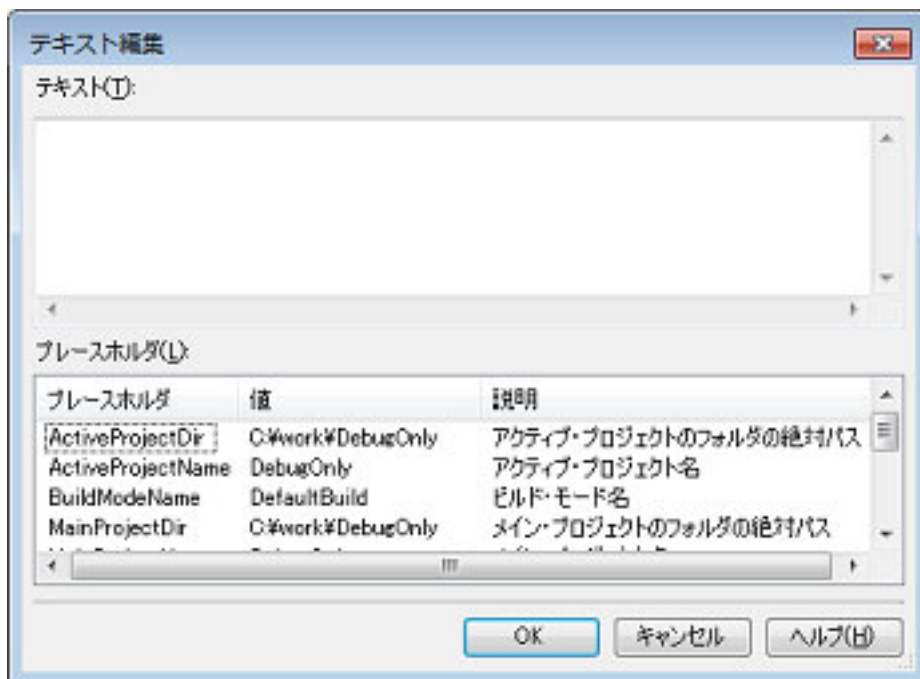 テキスト編集
テキスト(T):
プレースホルダ(L):
プレースホルダ 値 説明
ActiveProjectDir C:¥work¥DebugOnly アクティブ・プロジェクトのフォルダの絶対パス
ActiveProjectName DebugOnly アクティブ・プロジェクト名
BuildModeName DefaultBuild ビルド・モード名
MainProjectDir C:¥work¥DebugOnly メイン・プロジェクトのフォルダの絶対パス
OK キャンセル ヘルプ(H)